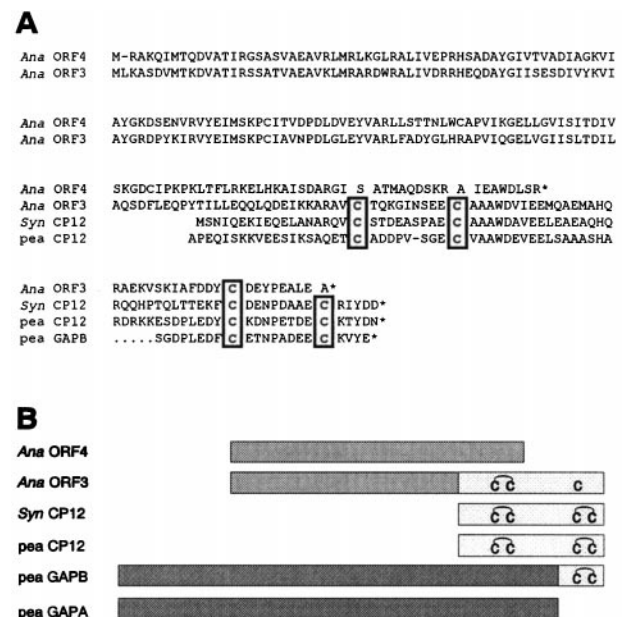 A
Ana ORF4 M-RAKQIMTQDVATIRGSASVAEAVRLMRLKGLRALIVEPRHSADAYGIVTVADIAGKVI
Ana ORF3 MLKASDVMTKDVATIRSSATVAEAVKLMRARDWRALIVDRRHEQDAYGIISESDIVYKVI
Ana ORF4 AYGKDSENVRVYEIMSKPCITVDPDLDVEYVARLLSTTNLWCAPVIKGELLGVISITDIV
Ana ORF3 AYGRDPYKIRVYEIMSKPCIAVNPDLGLEYVARLFADYGLHRAPVIQGELVGIISLTDIL
Ana ORF4 SKGDCIPKPKLTFLRKELHKAISDARGI S ATMAQDSKR A IEAWDLSR*
Ana ORF3 AQSDFLEQPYTILLEQQLQDEIKKARAV C TQKGINSEE C AAAWDVIEEMQAEMAHQ
Syn CP12 MSNIQEKIEQELANARQV C STDEASPAE C AAAWDAVEELEAEAQHQ
pea CP12 APEQISKKVEESIKSAQET C ADDPV-SGE C VAAWDEVEELSAAASHA
Ana ORF3 RAEKVSKIAFDDY C DEYPEALE A*
Syn CP12 RQQHPTQLTTEKF C DENPDAAE C RIYDD*
pea CP12 RDRKKESDPLEDY C KDNPETDE C KTYDN*
pea GAPB .....SGDPLEDF C ETNPADEE C KVYE*
B
Ana ORF4
Ana ORF3 C C C
Syn CP12 C C C C
pea CP12 C C C C
pea GAPB C C
pea GAPA